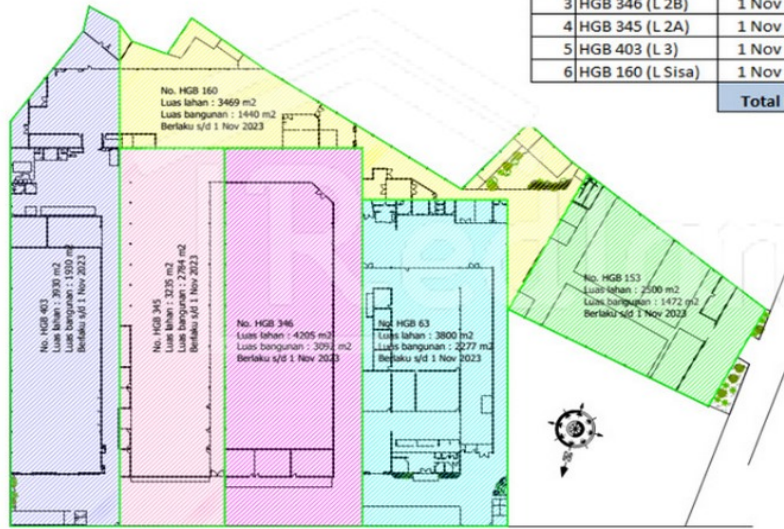 3 HGB 346 (L 2B) 1 Nov
4 HGB 345 (L 2A) 1 Nov
5 HGB 403 (L 3) 1 Nov
6 HGB 160 (L Sisa) 1 Nov
Total
No. HGB 160
Luas lahan : 3469 m2
Luas bangunan : 1440 m2
Berlaku s/d 1 Nov 2023
No. HGB 403
Luas lahan : 3930 m2
Luas bangunan : 1930 m2
Berlaku s/d 1 Nov 2023
No. HGB 345
Luas lahan : 3235 m2
Luas bangunan : 2784 m2
Berlaku s/d 1 Nov 2023
No. HGB 346
Luas lahan : 4205 m2
Luas bangunan : 3092 m2
Berlaku s/d 1 Nov 2023
No. HGB 63
Luas lahan : 3800 m2
Luas bangunan : 2277 m2
Berlaku s/d 1 Nov 2023
No. HGB 153
Luas lahan : 2500 m2
Luas bangunan : 1472 m2
Berlaku s/d 1 Nov 2023